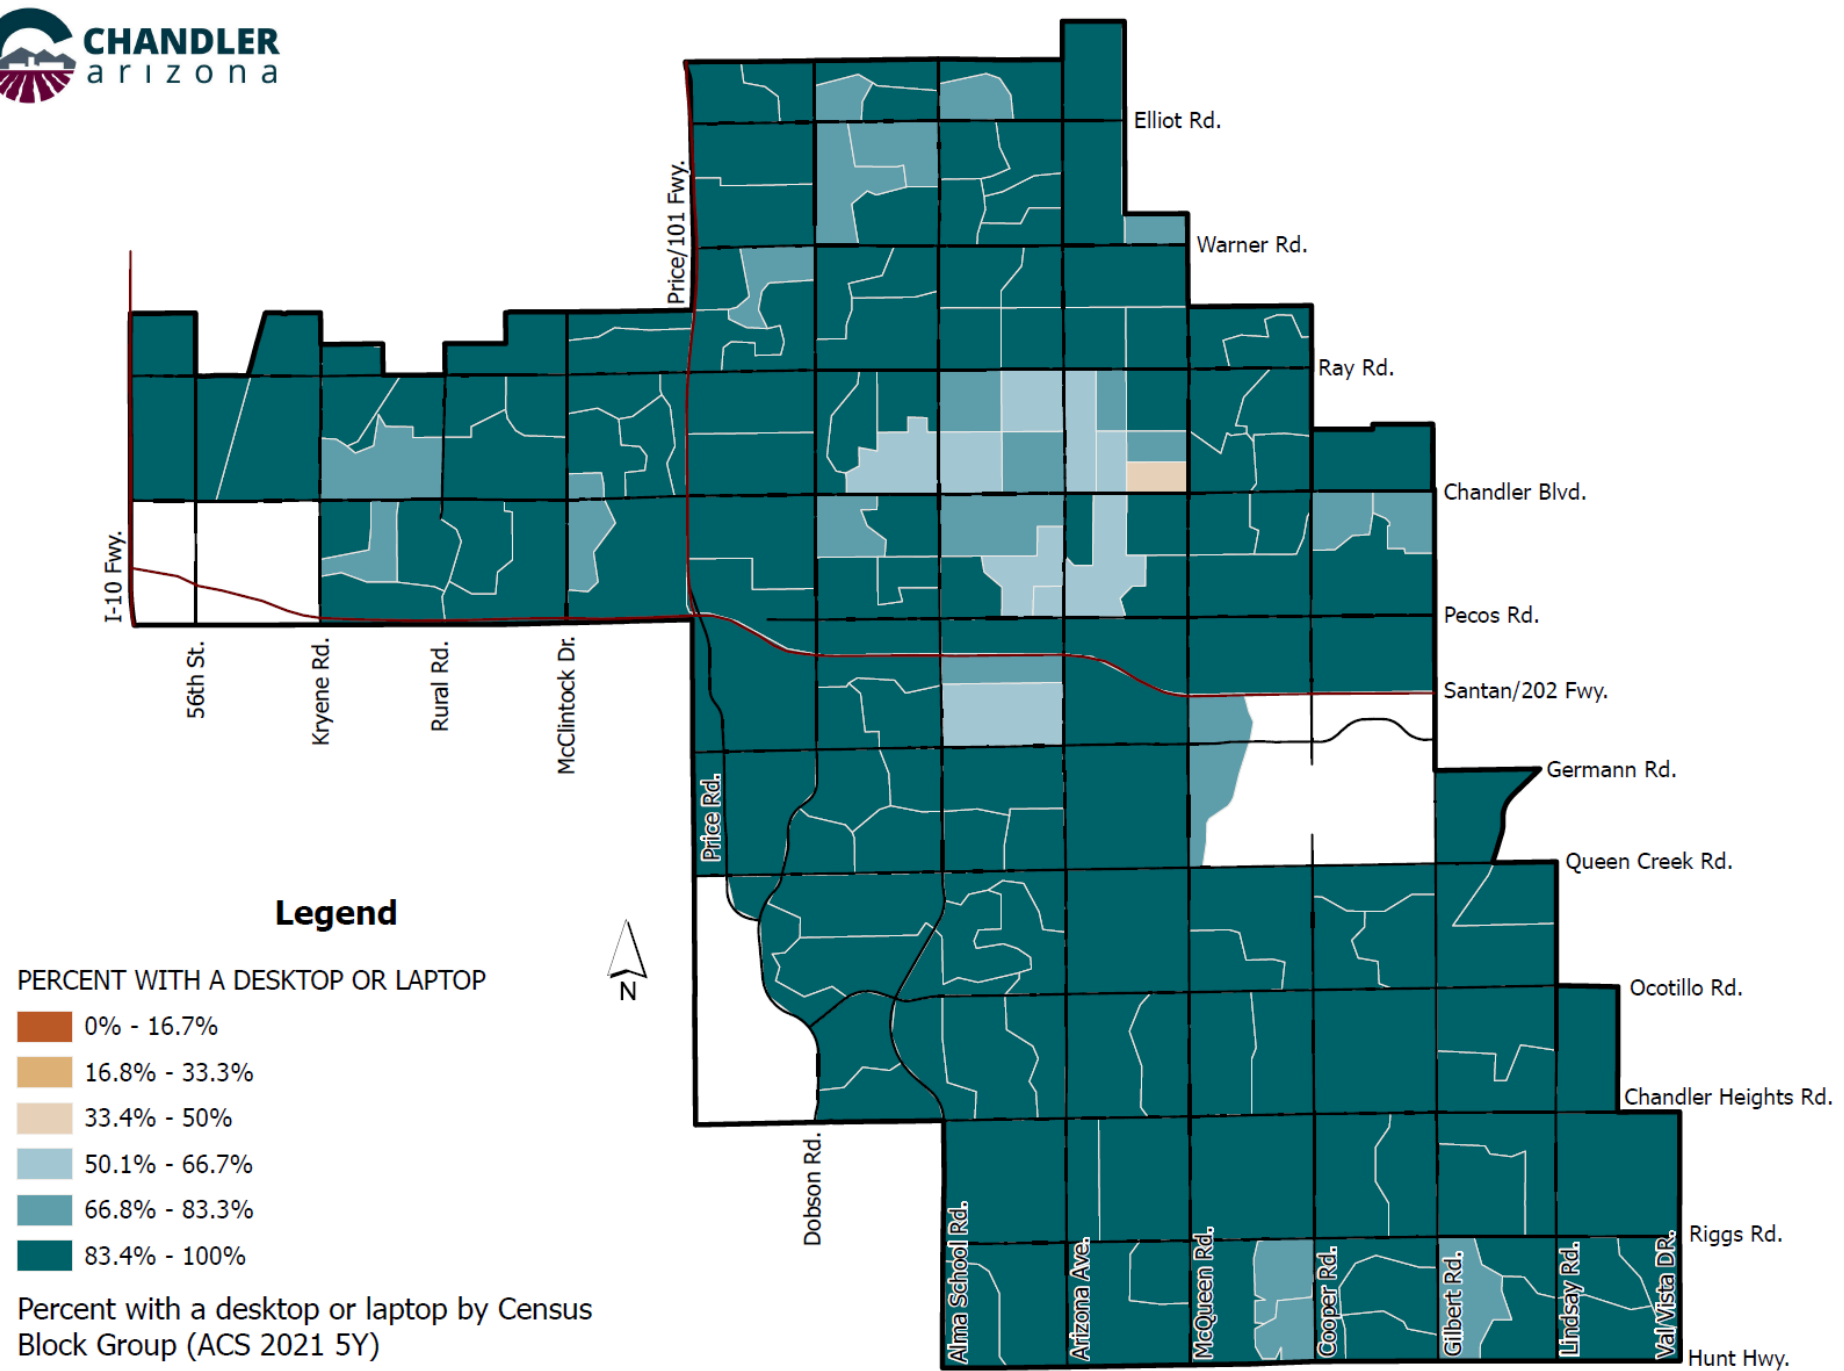 CHANDLER
arizona
Elliot Rd.
Warner Rd.
Ray Rd.
Chandler Blvd.
Pecos Rd.
Santan/202 Fwy.
Germann Rd.
Queen Creek Rd.
Ocotillo Rd.
Chandler Heights Rd.
Riggs Rd.
Hunt Hwy.
Price/101 Fwy.
I-10 Fwy.
56th St.
Kryene Rd.
Rural Rd.
McClintock Dr.
Price Rd.
Dobson Rd.
Alma School Rd.
Arizona Ave.
McQueen Rd.
Cooper Rd.
Gilbert Rd.
Lindsay Rd.
Val Vista DR.
N
Legend
PERCENT WITH A DESKTOP OR LAPTOP
0% - 16.7%
16.8% - 33.3%
33.4% - 50%
50.1% - 66.7%
66.8% - 83.3%
83.4% - 100%
Percent with a desktop or laptop by Census
Block Group (ACS 2021 5Y)